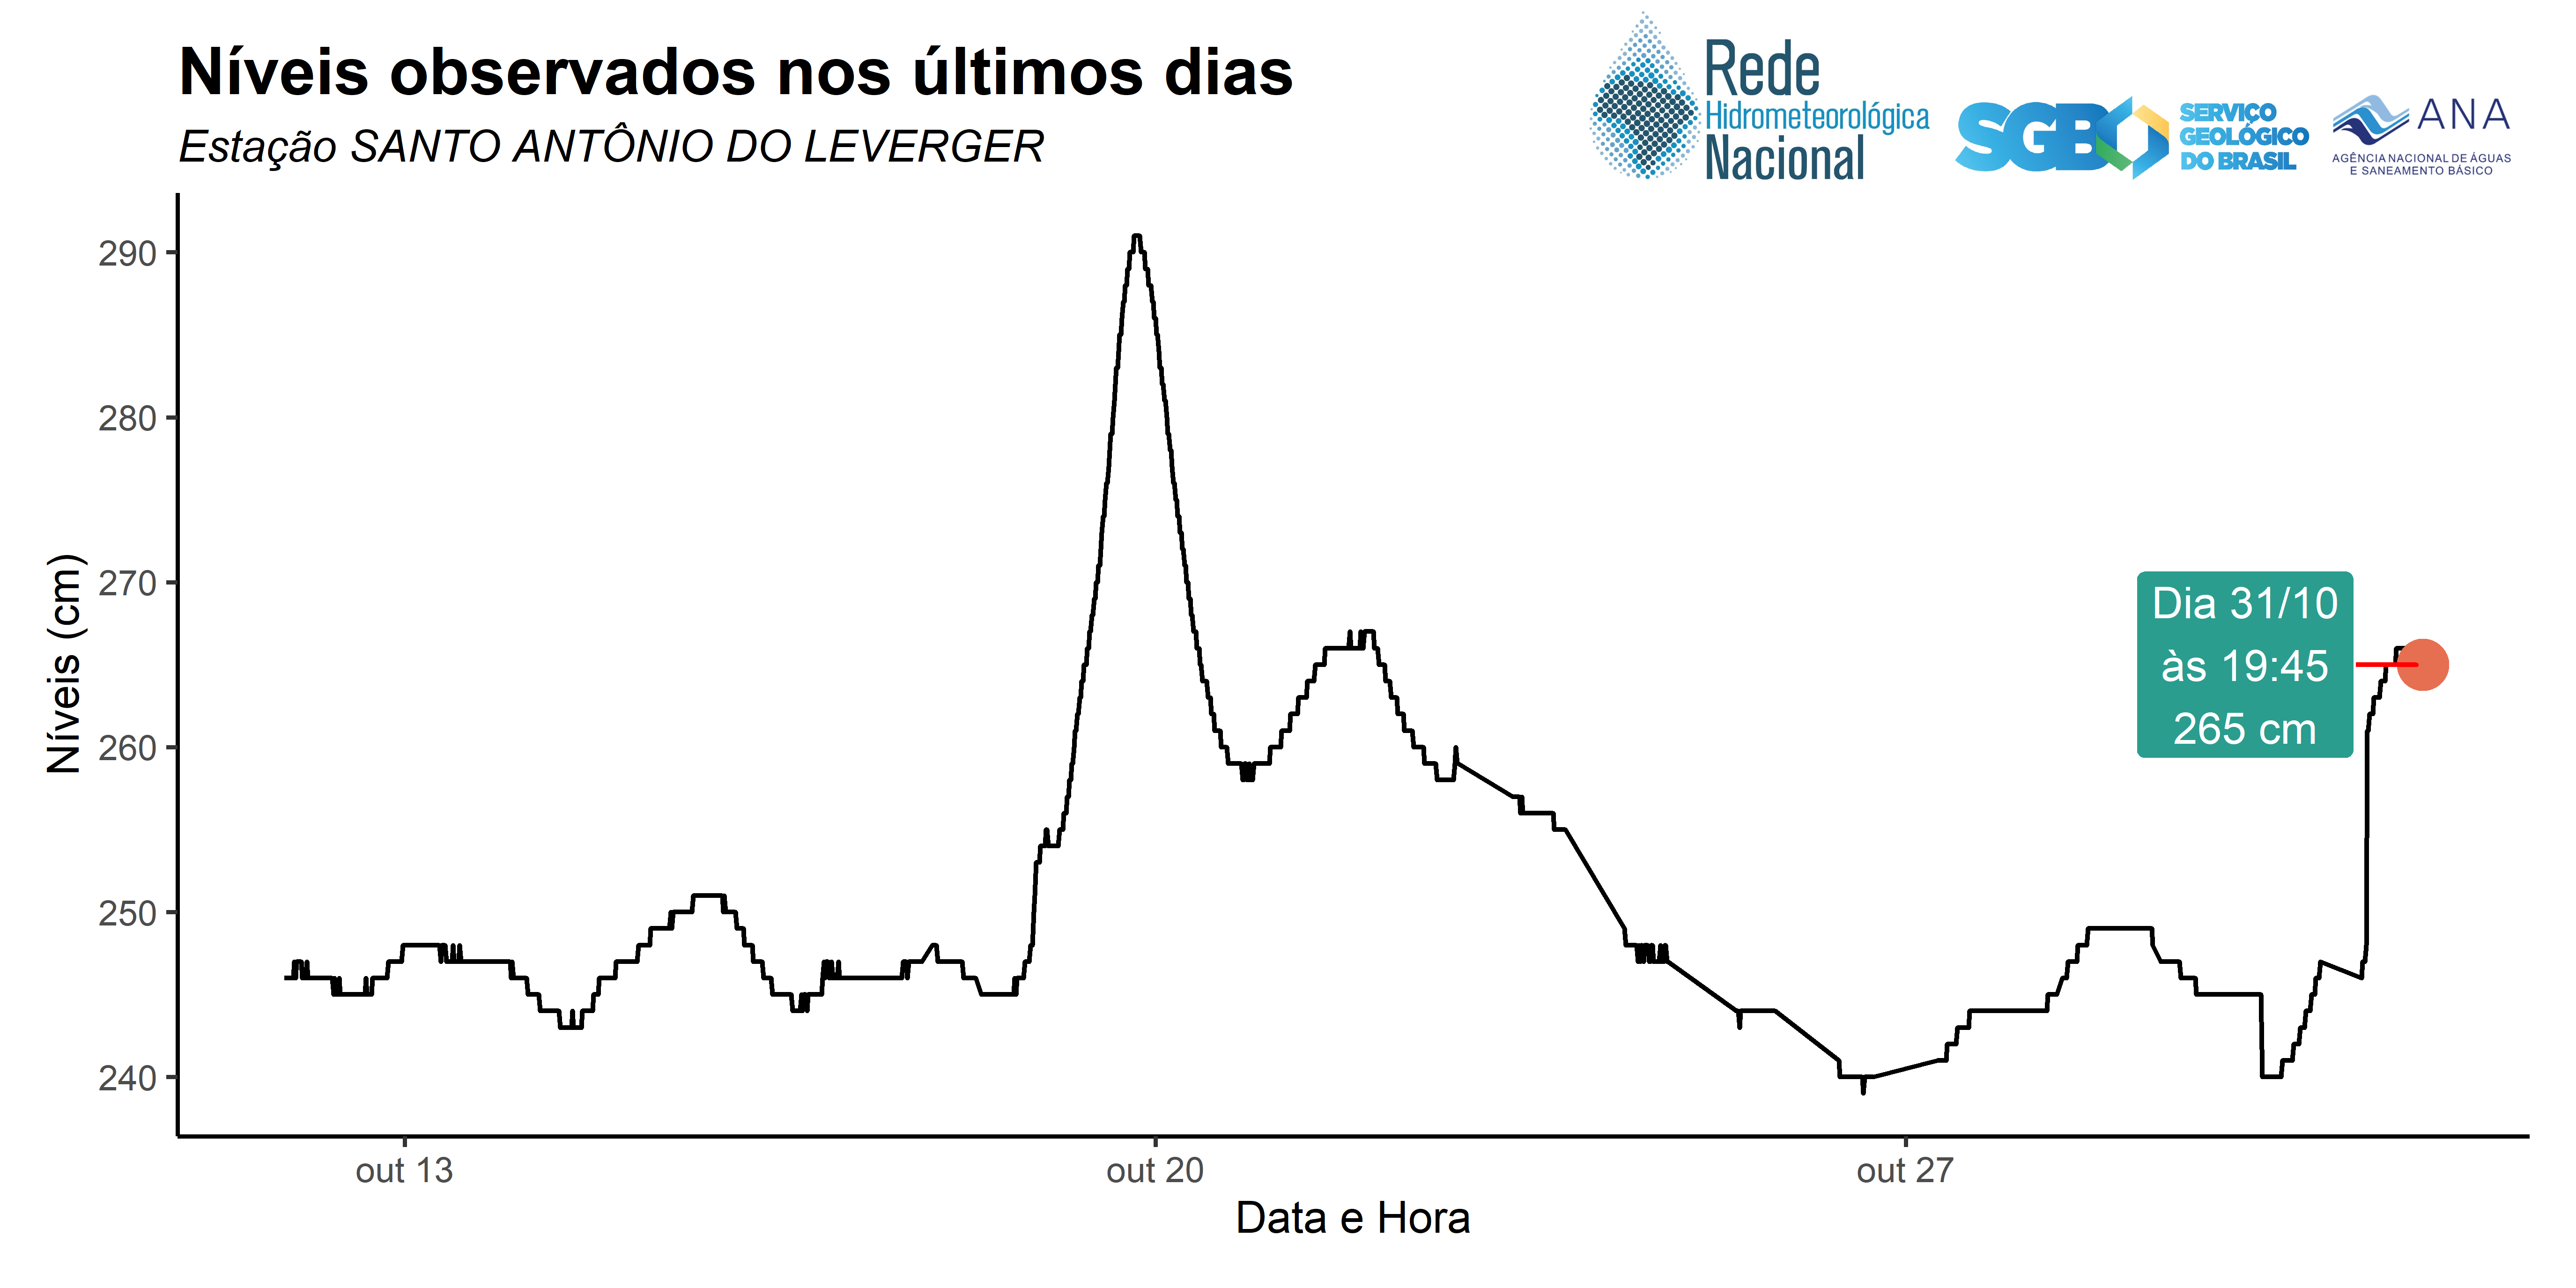 Níveis observados nos últimos dias
Estação SANTO ANTÔNIO DO LEVERGER
Rede
Hidrometeorológica
Nacional
SGB
SERVIÇO
GEOLÓGICO
DO BRASIL
ANA
AGÊNCIA NACIONAL DE ÁGUAS
E SANEAMENTO BÁSICO
Níveis (cm)
290
280
270
260
250
240
Dia 31/10
às 19:45
265 cm
out 13
out 20
out 27
Data e Hora